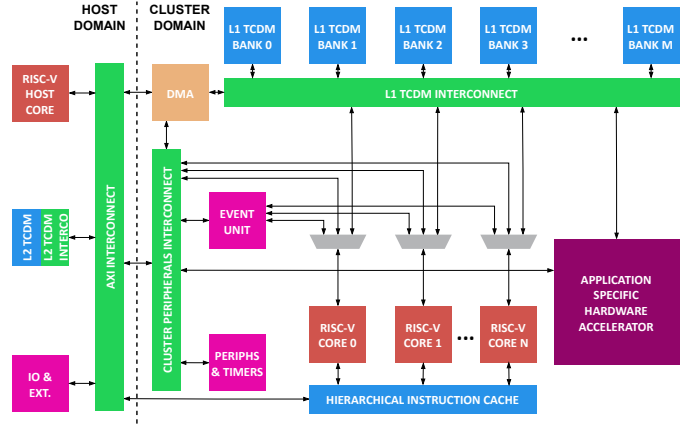 HOST
DOMAIN
CLUSTER
DOMAIN
L1 TCDM
BANK 0
L1 TCDM
BANK 1
L1 TCDM
BANK 2
L1 TCDM
BANK 3
...
L1 TCDM
BANK M
RISC-V
HOST
CORE
DMA
L1 TCDM INTERCONNECT
L2 TCDM
L2 TCDM
INTERCO
AXI INTERCONNECT
CLUSTER PERIPHERALS INTERCONNECT
EVENT
UNIT
APPLICATION
SPECIFIC
HARDWARE
ACCELERATOR
RISC-V
CORE 0
RISC-V
CORE 1
...
RISC-V
CORE N
IO &
EXT.
PERIPHS
& TIMERS
HIERARCHICAL INSTRUCTION CACHE